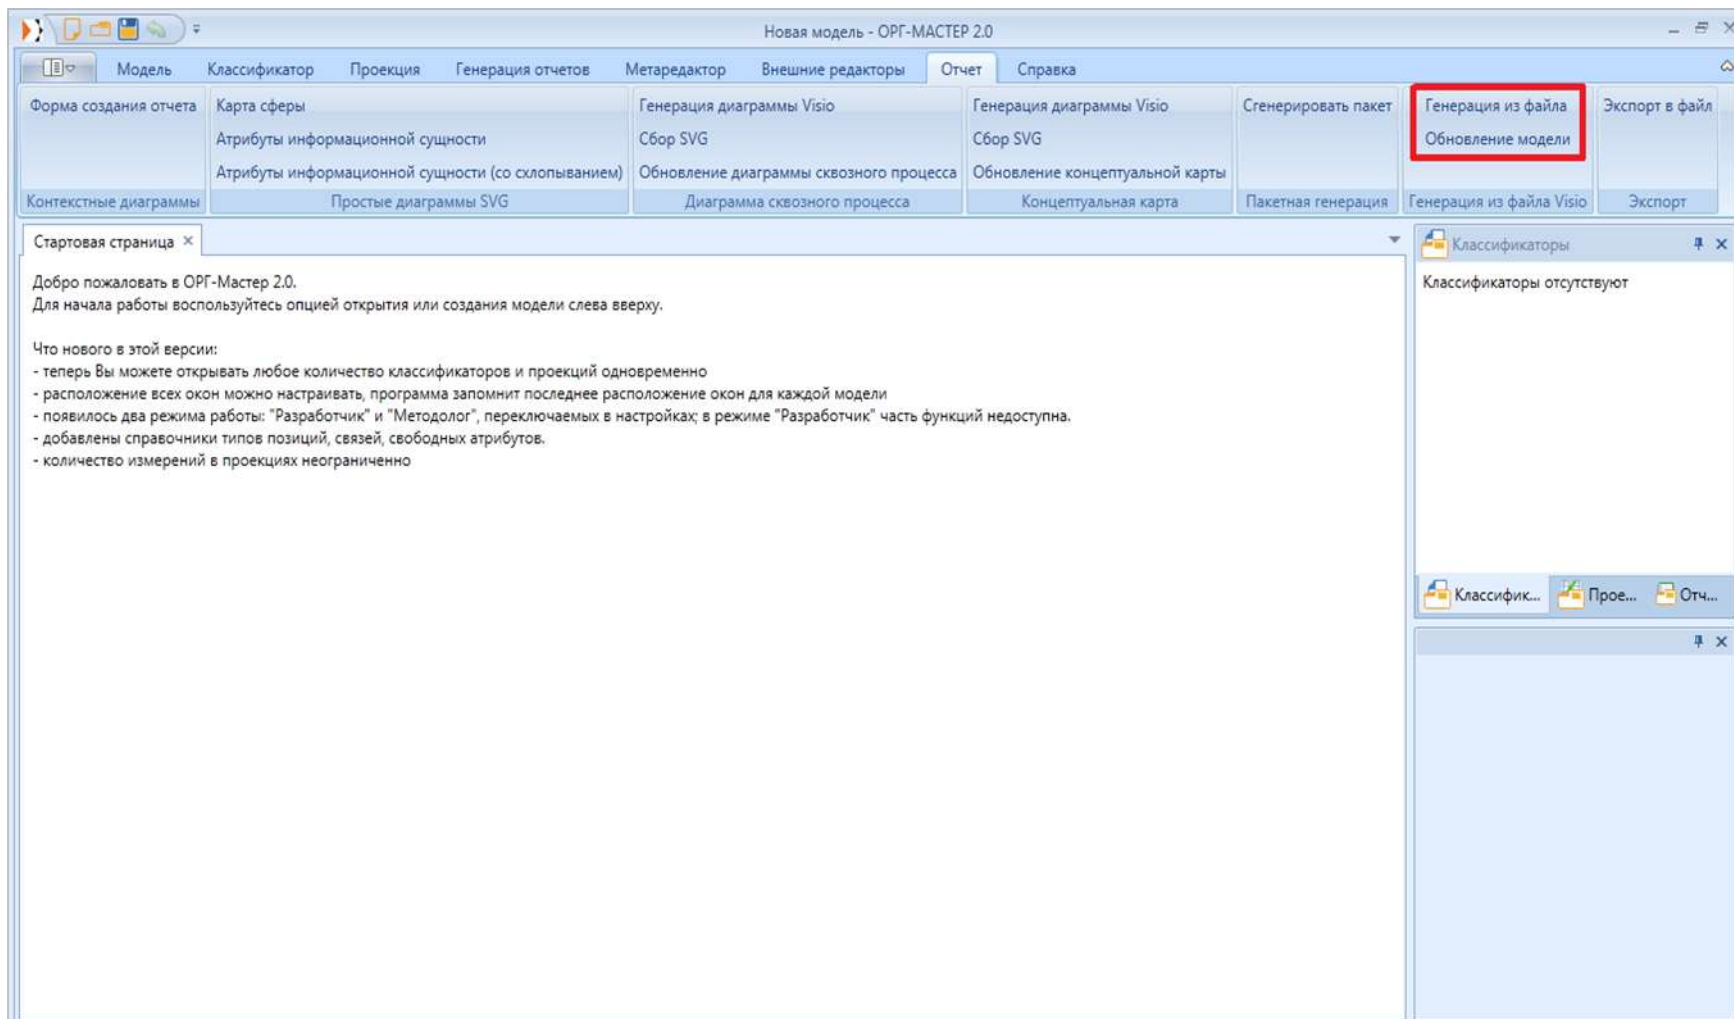 Новая модель - ОРГ-МАСТЕР 2.0
Модель Классификатор Проекция Генерация отчетов Метаредактор Внешние редакторы Отчет Справка
Форма создания отчета
Контекстные диаграммы
Карта сферы
Атрибуты информационной сущности
Атрибуты информационной сущности (со схлопыванием)
Простые диаграммы SVG
Генерация диаграммы Visio
Сбор SVG
Обновление диаграммы сквозного процесса
Диаграмма сквозного процесса
Генерация диаграммы Visio
Сбор SVG
Обновление концептуальной карты
Концептуальная карта
Сгенерировать пакет
Пакетная генерация
Генерация из файла
Обновление модели
Генерация из файла Visio
Экспорт в файл
Экспорт
Стартовая страница
Добро пожаловать в ОРГ-Мастер 2.0.
Для начала работы воспользуйтесь опцией открытия или создания модели слева вверху.
Что нового в этой версии:
- теперь Вы можете открывать любое количество классификаторов и проекций одновременно
- расположение всех окон можно настраивать, программа запомнит последнее расположение окон для каждой модели
- появилось два режима работы: "Разработчик" и "Методолог", переключаемых в настройках; в режиме "Разработчик" часть функций недоступна.
- добавлены справочники типов позиций, связей, свободных атрибутов.
- количество измерений в проекциях неограниченно
Классификаторы
Классификаторы отсутствуют
Классифик... Прое... Отч...